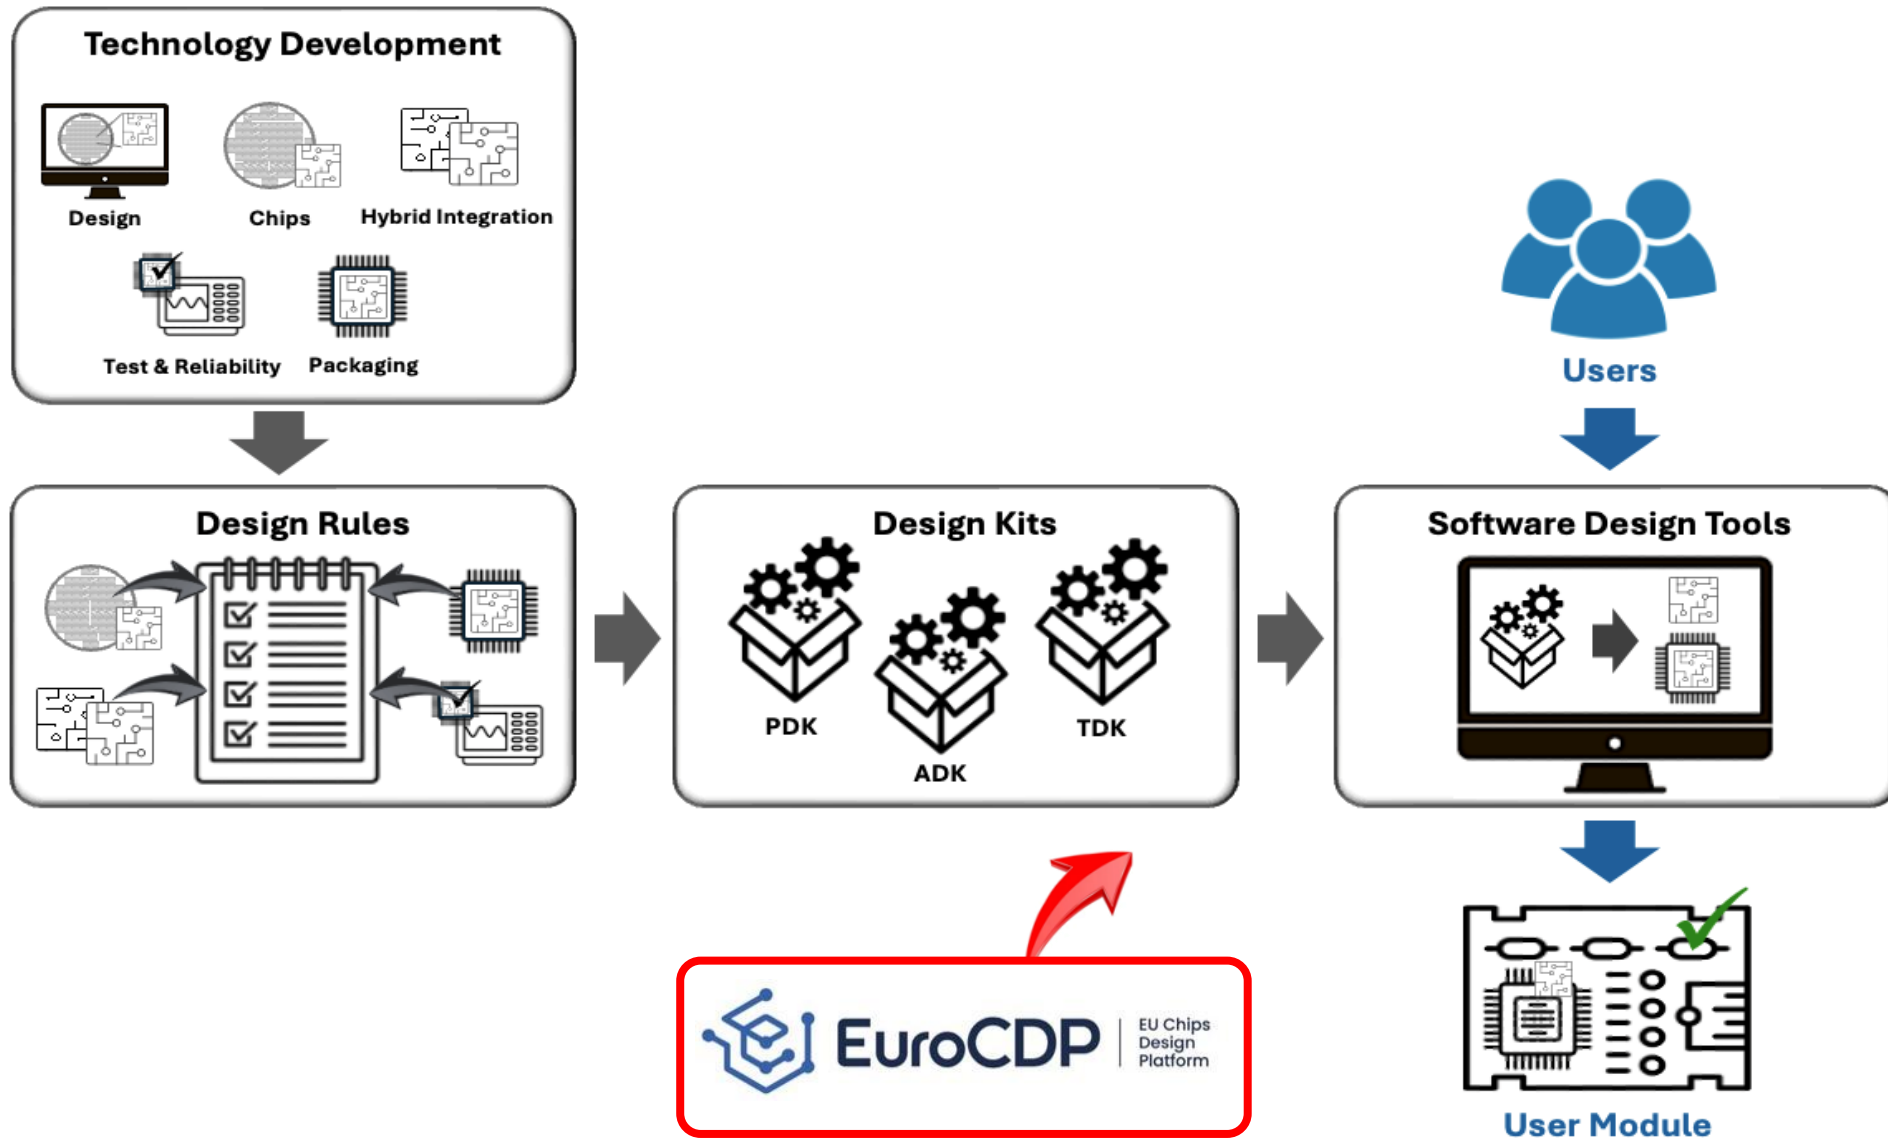 Technology Development
Design
Chips
Hybrid Integration
Test & Reliability
Packaging
Users
Design Rules
Design Kits
PDK
ADK
TDK
Software Design Tools
EuroCDP
EU Chips
Design
Platform
User Module